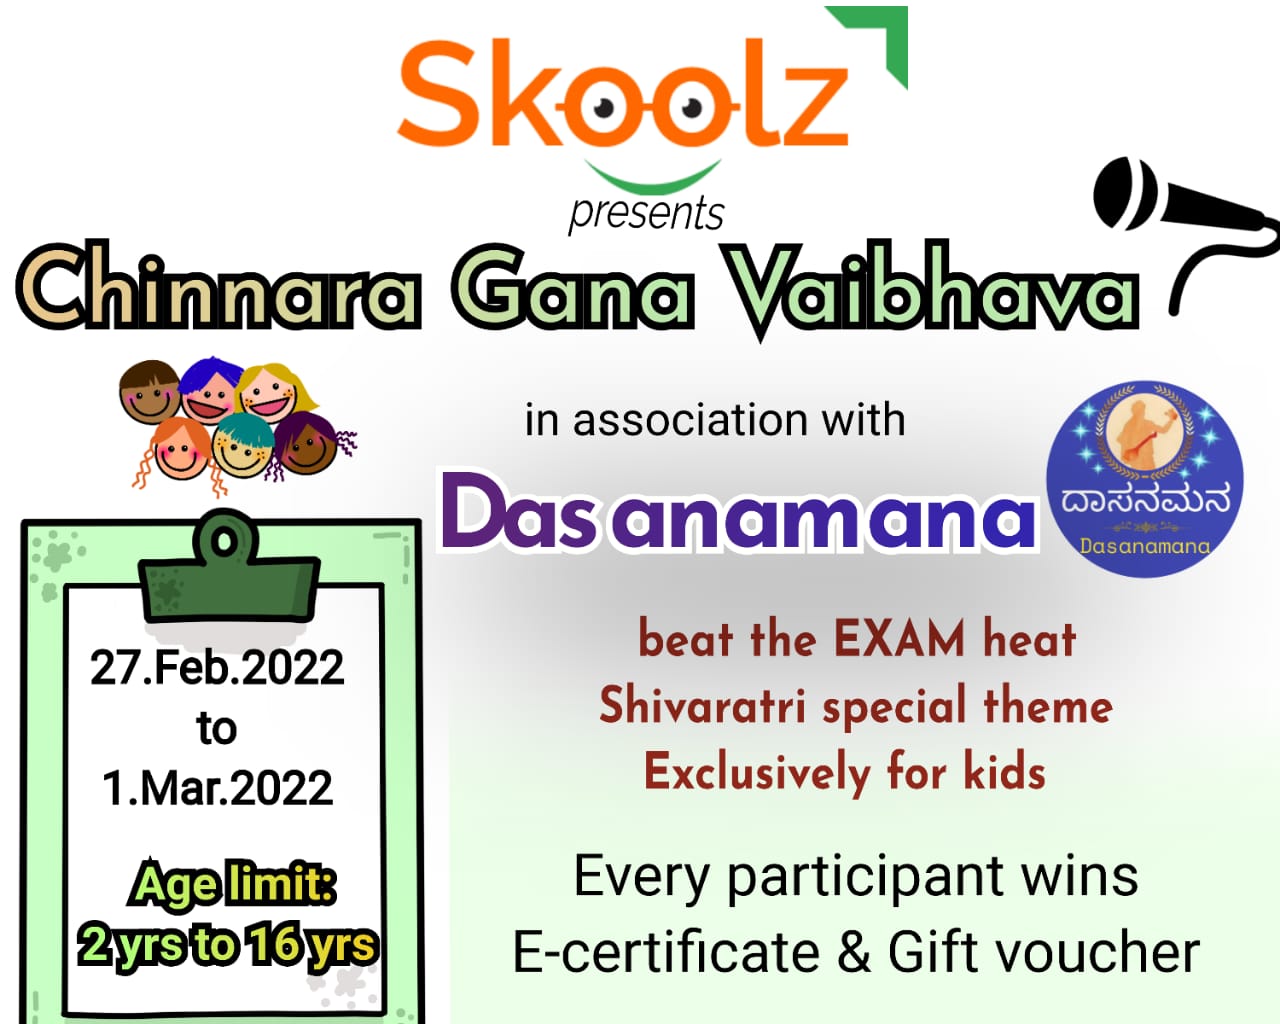 Skoolz
presents
Chinnara Gana Vaibhava
in association with
Dasanamana
ದಾಸನಮನ
Dasanamana
27.Feb.2022
to
1.Mar.2022
Age limit:
2 yrs to 16 yrs
beat the EXAM heat
Shivaratri special theme
Exclusively for kids
Every participant wins
E-certificate & Gift voucher